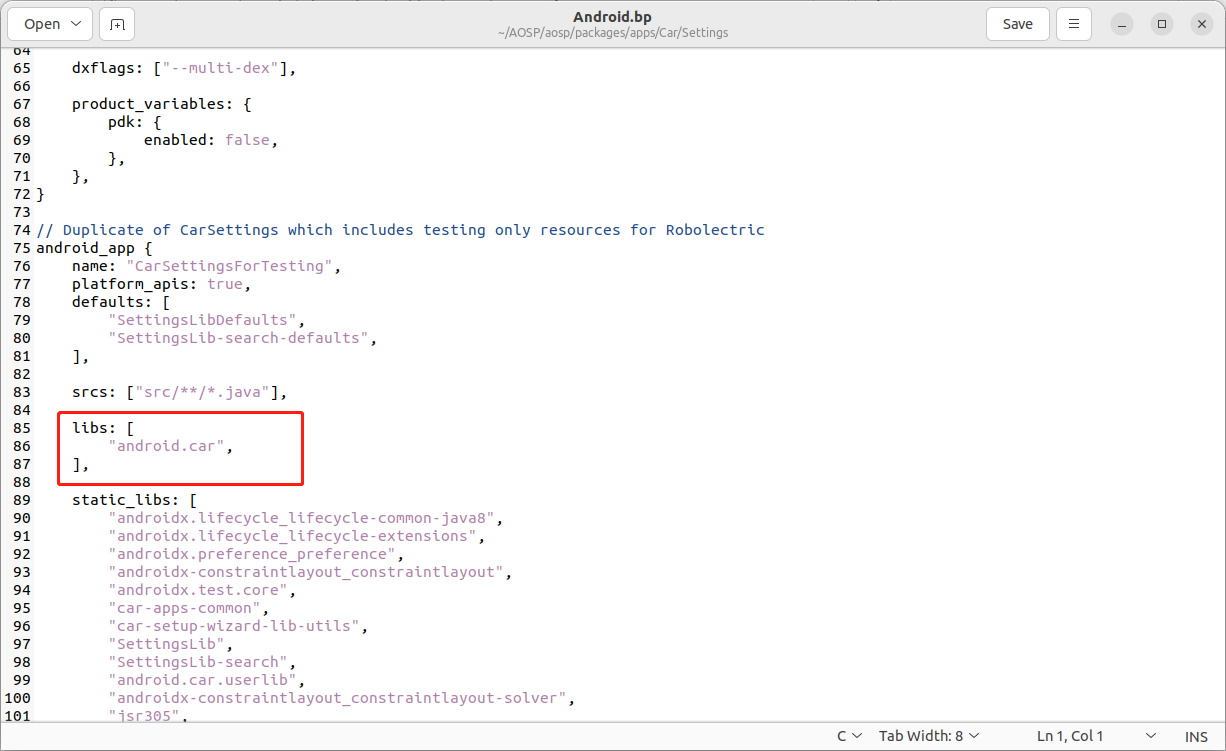 Open
Android.bp
~/AOSP/aosp/packages/apps/Car/Settings
Save
64
65     dxflags: ["--multi-dex"],
66
67     product_variables: {
68         pdk: {
69             enabled: false,
70         },
71     },
72 }
73
74 // Duplicate of CarSettings which includes testing only resources for Robolectric
75 android_app {
76     name: "CarSettingsForTesting",
77     platform_apis: true,
78     defaults: [
79         "SettingsLibDefaults",
80         "SettingsLib-search-defaults",
81     ],
82
83     srcs: ["src/**/*.java"],
84
85     libs: [
86         "android.car",
87     ],
88
89     static_libs: [
90         "androidx.lifecycle_lifecycle-common-java8",
91         "androidx.lifecycle_lifecycle-extensions",
92         "androidx.preference_preference",
93         "androidx-constraintlayout_constraintlayout",
94         "androidx.test.core",
95         "car-apps-common",
96         "car-setup-wizard-lib-utils",
97         "SettingsLib",
98         "SettingsLib-search",
99         "android.car.userlib",
100         "androidx-constraintlayout_constraintlayout-solver",
101         "jsr305",
C
Tab Width: 8
Ln 1, Col 1
INS